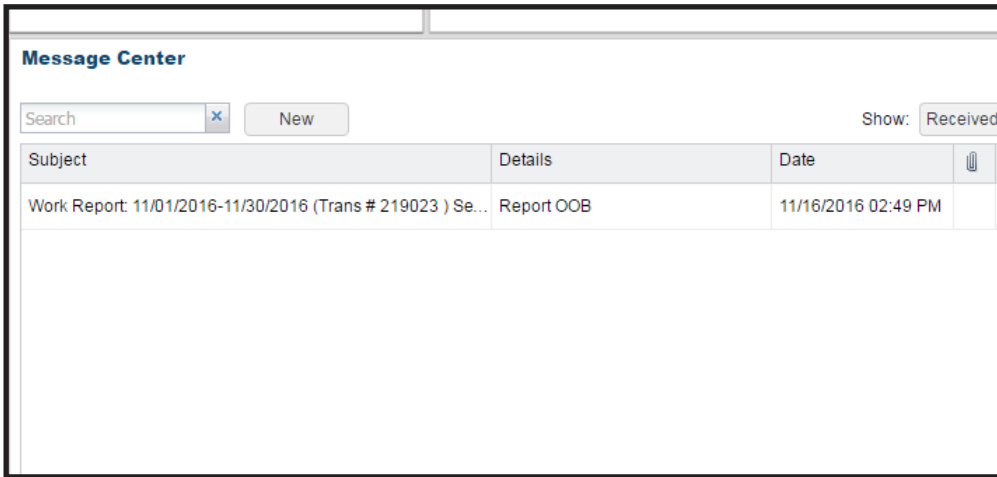 Message Center
Search New Show: Received
Subject Details Date
Work Report: 11/01/2016-11/30/2016 (Trans # 219023 ) Se... Report OOB 11/16/2016 02:49 PM